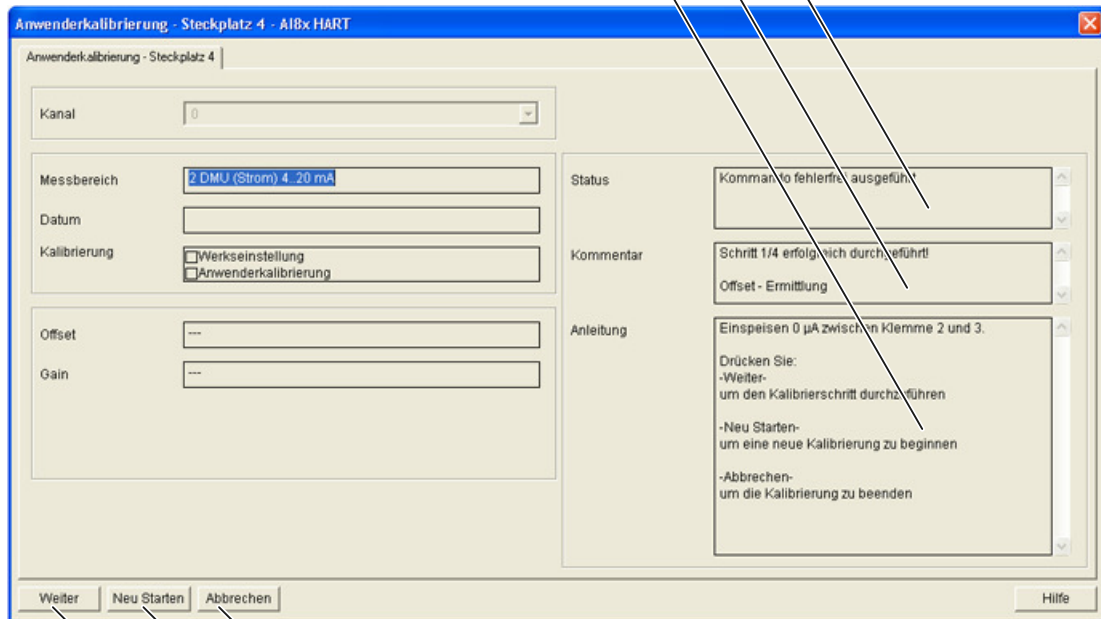 Anwenderkalibrierung - Steckplatz 4 - AI8x HART
Anwenderkalibrierung - Steckplatz 4
Kanal
0
Messbereich
2 DMU (Strom) 4..20 mA
Datum
Kalibrierung
Werkseinstellung
Anwenderkalibrierung
Offset
---
Gain
---
Status
Kommando fehlerfrei ausgeführt
Kommentar
Schritt 1/4 erfolgreich durchgeführt!
Offset - Ermittlung
Anleitung
Einspeisen 0 µA zwischen Klemme 2 und 3.
Drücken Sie:
-Weiter-
um den Kalibrierschritt durchzuführen
-Neu Starten-
um eine neue Kalibrierung zu beginnen
-Abbrechen-
um die Kalibrierung zu beenden
Weiter
Neu Starten
Abbrechen
Hilfe